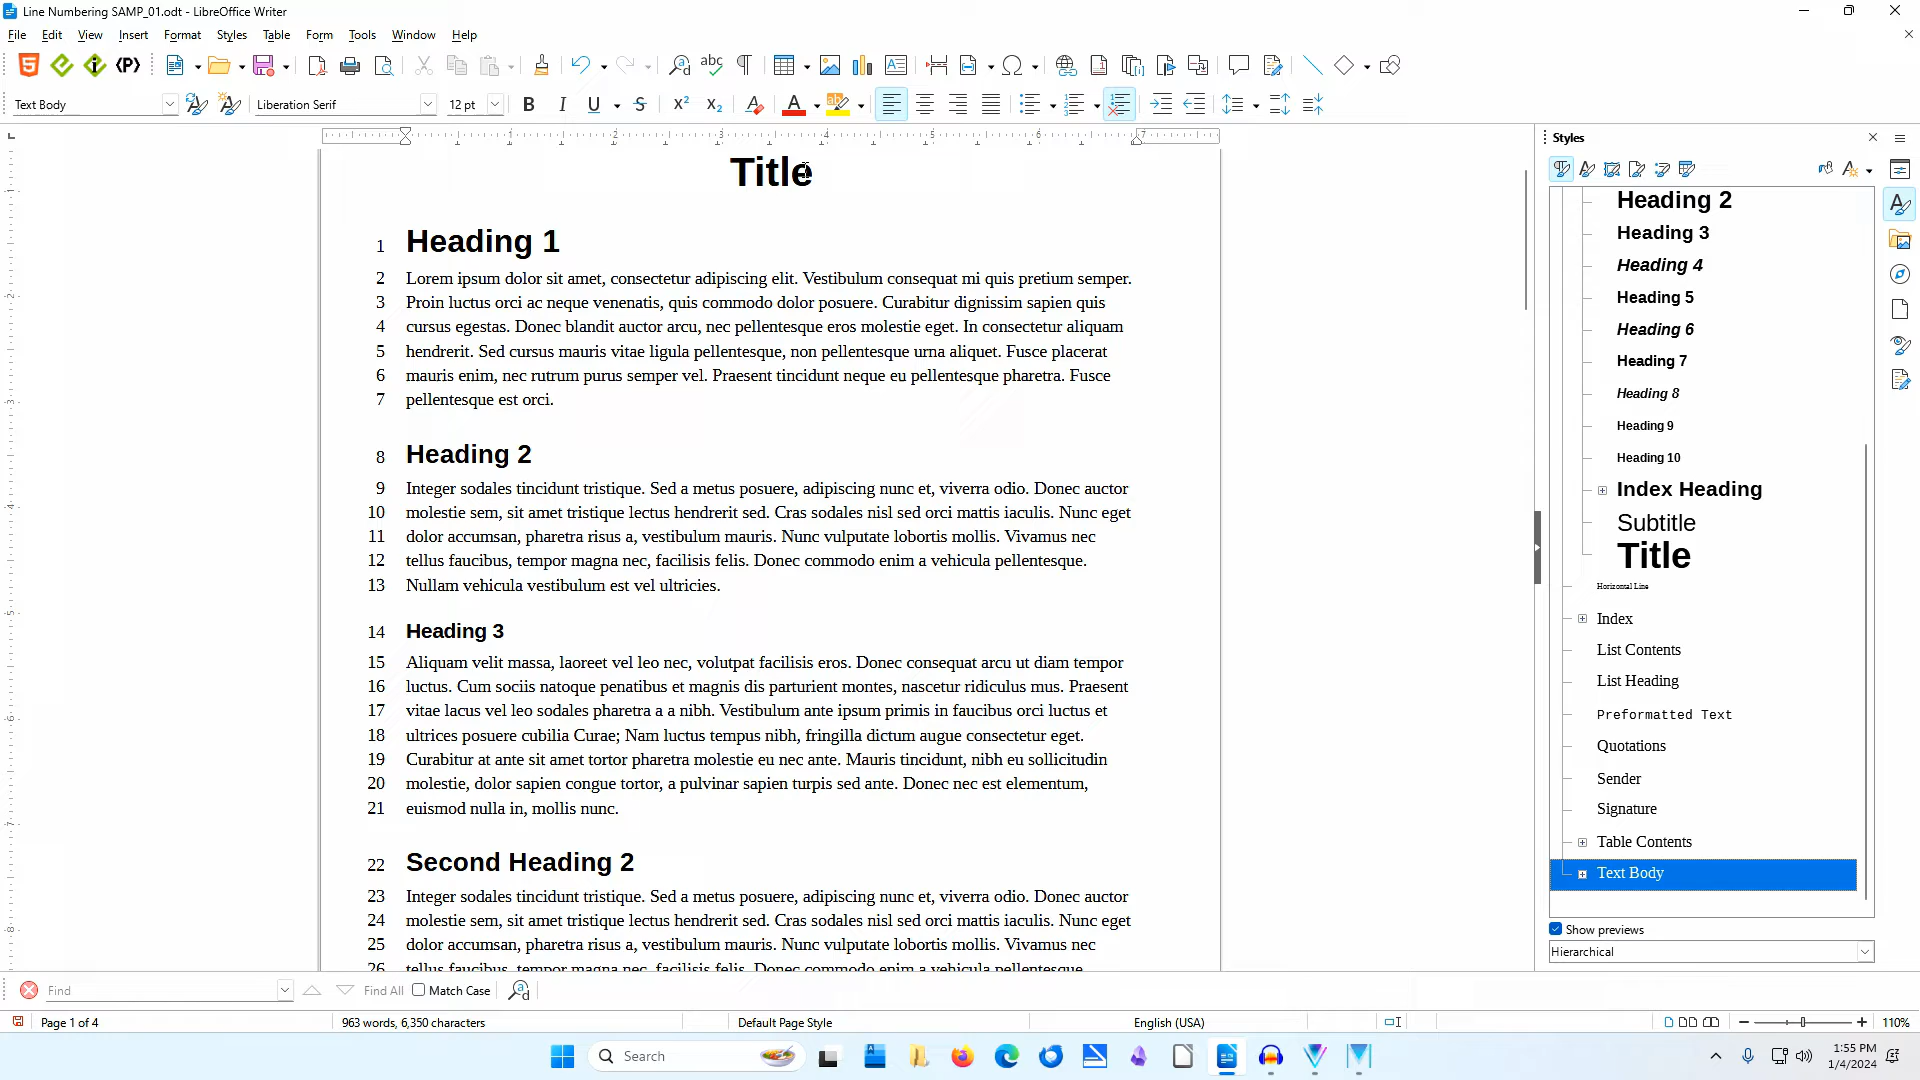 Line Numbering SAMP_01.odt - LibreOffice Writer
File Edit View Insert Format Styles Table Form Tools Window Help
Text Body Liberation Serif 12 pt
Styles
Title
1 Heading 1
2 Lorem ipsum dolor sit amet, consectetur adipiscing elit. Vestibulum consequat mi quis pretium semper.
3 Proin luctus orci ac neque venenatis, quis commodo dolor posuere. Curabitur dignissim sapien quis
4 cursus egestas. Donec blandit auctor arcu, nec pellentesque eros molestie eget. In consectetur aliquam
5 hendrerit. Sed cursus mauris vitae ligula pellentesque, non pellentesque urna aliquet. Fusce placerat
6 mauris enim, nec rutrum purus semper vel. Praesent tincidunt neque eu pellentesque pharetra. Fusce
7 pellentesque est orci.
8 Heading 2
9 Integer sodales tincidunt tristique. Sed a metus posuere, adipiscing nunc et, viverra odio. Donec auctor
10 molestie sem, sit amet tristique lectus hendrerit sed. Cras sodales nisl sed orci mattis iaculis. Nunc eget
11 dolor accumsan, pharetra risus a, vestibulum mauris. Nunc vulputate lobortis mollis. Vivamus nec
12 tellus faucibus, tempor magna nec, facilisis felis. Donec commodo enim a vehicula pellentesque.
13 Nullam vehicula vestibulum est vel ultricies.
14 Heading 3
15 Aliquam velit massa, laoreet vel leo nec, volutpat facilisis eros. Donec consequat arcu ut diam tempor
16 luctus. Cum sociis natoque penatibus et magnis dis parturient montes, nascetur ridiculus mus. Praesent
17 vitae lacus vel leo sodales pharetra a a nibh. Vestibulum ante ipsum primis in faucibus orci luctus et
18 ultrices posuere cubilia Curae; Nam luctus tempus nibh, fringilla dictum augue consectetur eget.
19 Curabitur at ante sit amet tortor pharetra molestie eu nec ante. Mauris tincidunt, nibh eu sollicitudin
20 molestie, dolor sapien congue tortor, a pulvinar sapien turpis sed ante. Donec nec est elementum,
21 euismod nulla in, mollis nunc.
22 Second Heading 2
23 Integer sodales tincidunt tristique. Sed a metus posuere, adipiscing nunc et, viverra odio. Donec auctor
24 molestie sem, sit amet tristique lectus hendrerit sed. Cras sodales nisl sed orci mattis iaculis. Nunc eget
25 dolor accumsan, pharetra risus a, vestibulum mauris. Nunc vulputate lobortis mollis. Vivamus nec
26 tellus faucibus, tempor magna nec, facilisis felis. Donec commodo enim a vehicula pellentesque.
Heading 2
Heading 3
Heading 4
Heading 5
Heading 6
Heading 7
Heading 8
Heading 9
Heading 10
Index Heading
Subtitle
Title
Horizontal Line
Index
List Contents
List Heading
Preformatted Text
Quotations
Sender
Signature
Table Contents
Text Body
Show previews
Hierarchical
Find Find All Match Case
Page 1 of 4 963 words, 6,350 characters Default Page Style English (USA) 110%
Search
1:55 PM
1/4/2024